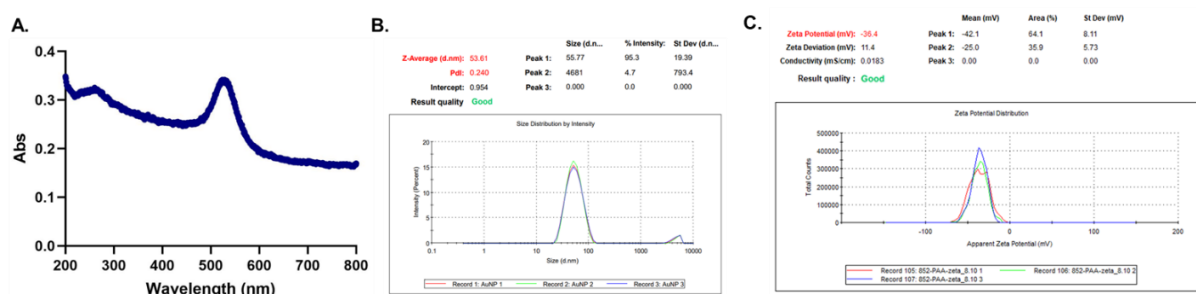 A.
0.4
0.3
0.2
0.1
0.0
Abs
200 300 400 500 600 700 800
Wavelength (nm)
B.
Size (d.n... % Intensity: St Dev (d.n...
Z-Average (d.nm): 53.61 Peak 1: 55.77 95.3 19.39
PdI: 0.240 Peak 2: 4681 4.7 793.4
Intercept: 0.954 Peak 3: 0.000 0.0 0.000
Result quality Good
Size Distribution by Intensity
20
15
10
5
0
Intensity (Percent)
0.1 1 10 100 1000 10000
Size (d.nm)
Record 1: AuNP 1 Record 2: AuNP 2 Record 3: AuNP 3
C.
Mean (mV) Area (%) St Dev (mV)
Zeta Potential (mV): -36.4 Peak 1: -42.1 64.1 8.11
Zeta Deviation (mV): 11.4 Peak 2: -25.0 35.9 5.73
Conductivity (mS/cm): 0.0183 Peak 3: 0.00 0.0 0.00
Result quality : Good
Zeta Potential Distribution
500000
400000
300000
200000
100000
0
Total Counts
-100 0 100 200
Apparent Zeta Potential (mV)
Record 105: 852-PAA-zeta_8.10 1 Record 106: 852-PAA-zeta_8.10 2
Record 107: 852-PAA-zeta_8.10 3